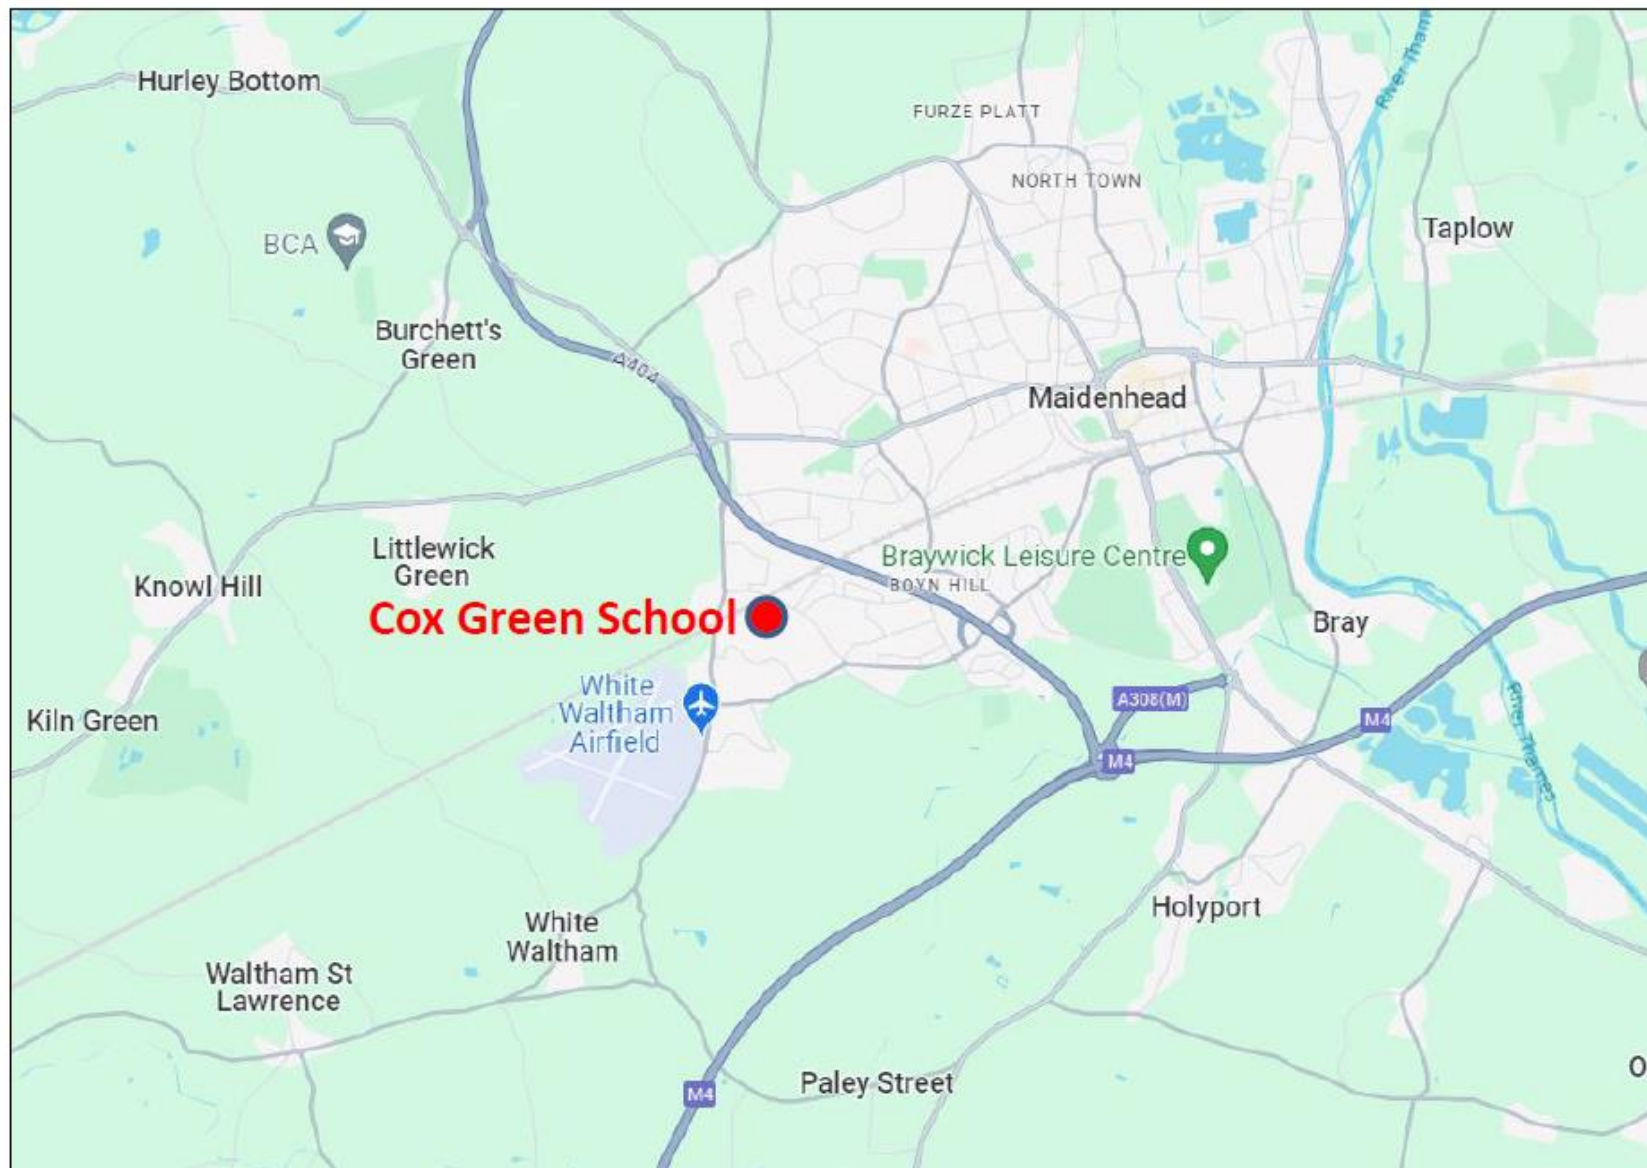 River Tham
Hurley Bottom
FURZE PLATT
NORTH TOWN
Taplow
BCA
Burchett's
Green
A404
Maidenhead
Littlewick
Green
Braywick Leisure Centre
BOYN HILL
Knowl Hill
Cox Green School
Bray
White
Waltham
Airfield
A308(M)
Kiln Green
M4
M4
River Thames
Holyport
White
Waltham
Waltham St
Lawrence
O
Paley Street
M4